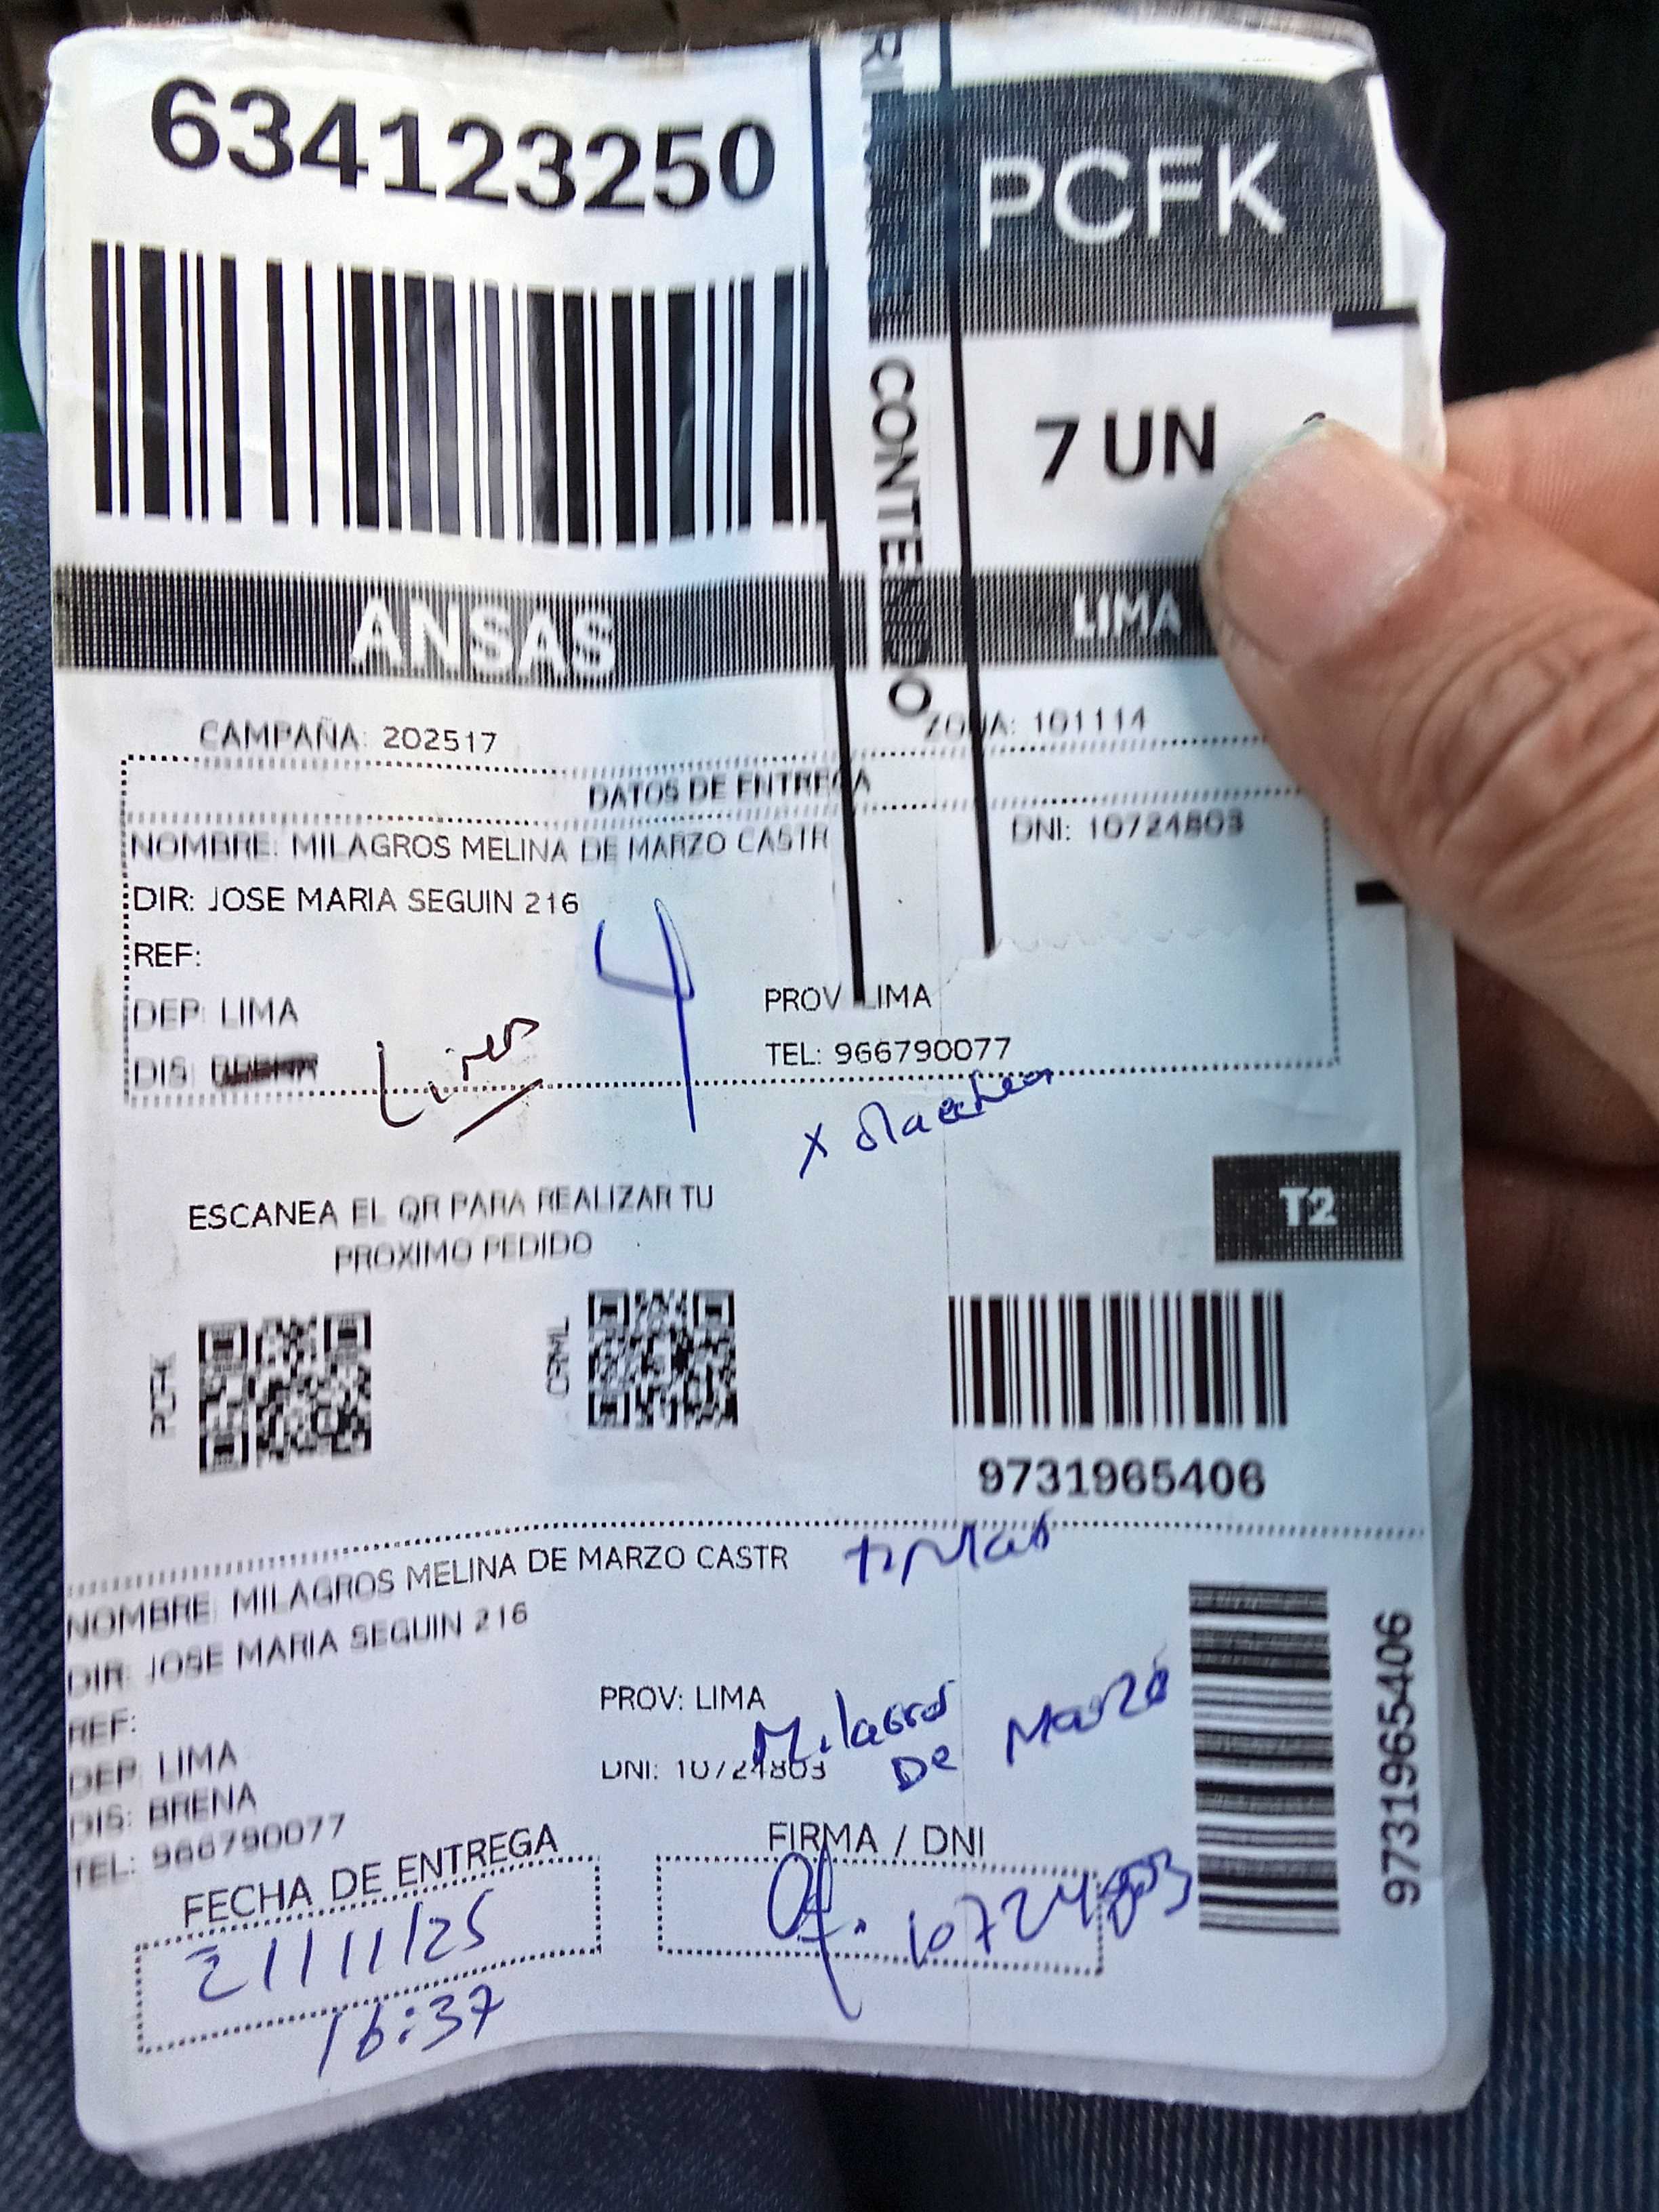 634123250
PCFK
7 UN
CONTENIDO
ANSAS
LIMA
CAMPAÑA: 202517
ZONA: 101114
DATOS DE ENTREGA
NOMBRE: MILAGROS MELINA DE MARZO CASTR
DNI: 10724803
DIR: JOSE MARIA SEGUIN 216
REF:
4
DEP: LIMA
PROV LIMA
DIS:
TEL: 966790077
x
ESCANEA EL QR PARA REALIZAR TU
PROXIMO PEDIDO
T2
PCFK
9731965406
NOMBRE: MILAGROS MELINA DE MARZO CASTR
titular
DIR: JOSE MARIA SEGUIN 216
REF:
PROV: LIMA
Milagros
De Marzo
DEP: LIMA
DNI: 10724803
DIS: BRENA
TEL: 966790077
9731965406
FECHA DE ENTREGA
FIRMA / DNI
21/11/25
10724803
16:37